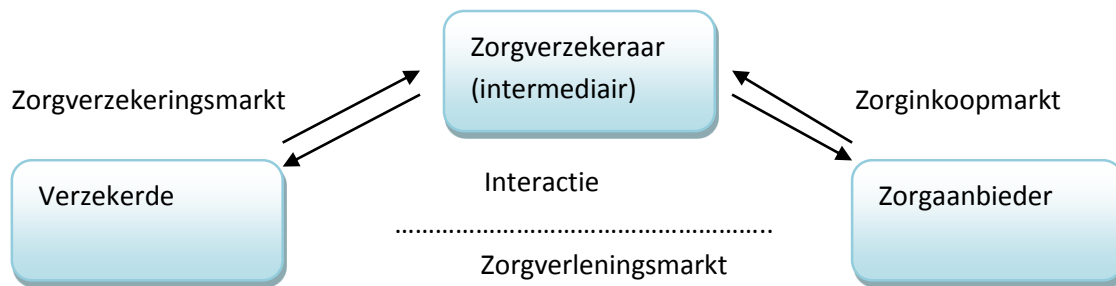 Zorgverzekeraar
(intermediair)
Zorgverzekeringsmarkt
Zorginkoopmarkt
Verzekerde
Interactie
Zorgaanbieder
………………………………………………..
Zorgverleningsmarkt